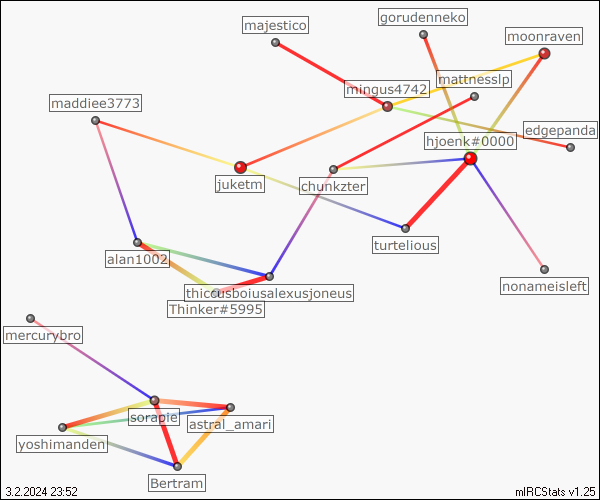 majestico
gorudenneko
moonraven
mattnesslp
mingus4742
maddiee3773
edgepanda
hjoenk#0000
juketm
chunkzter
turtelious
alan1002
nonameisleft
thiccusboiusalexusjoneus
Thinker#5995
mercurybro
sorapie
astral_amari
yoshimanden
Bertram
3.2.2024 23:52
mIRCStats v1.25